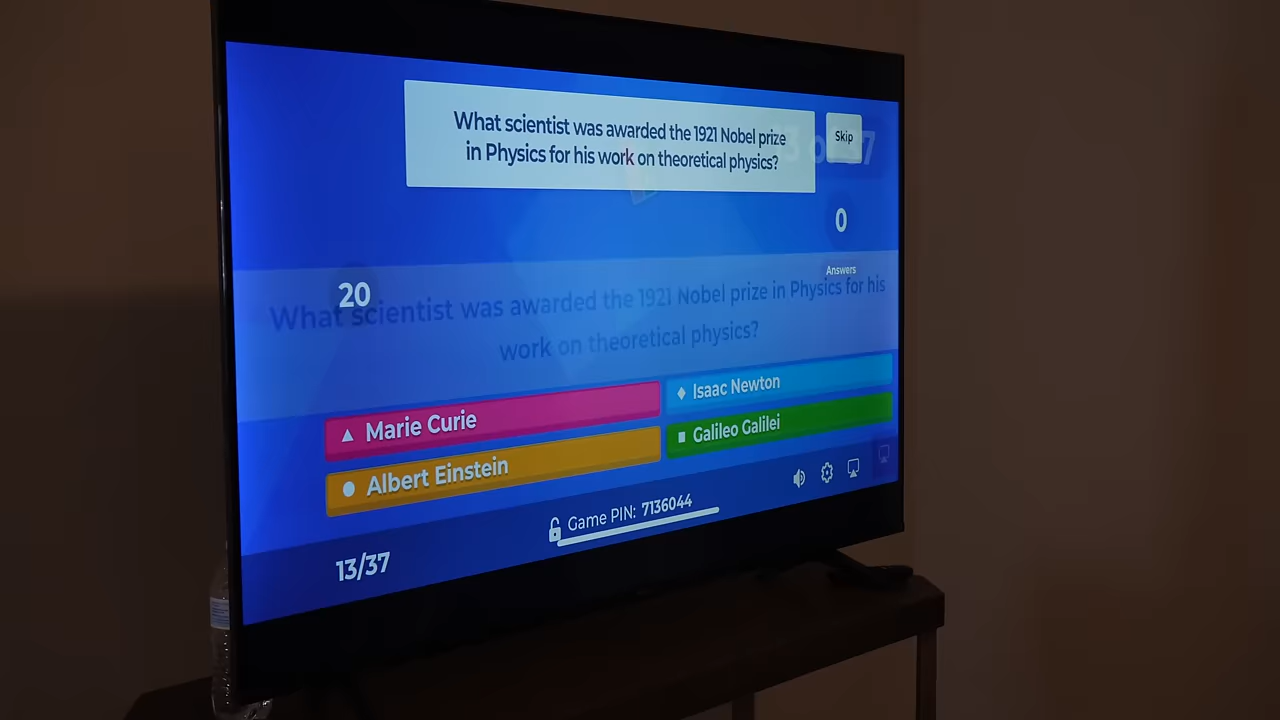 What scientist was awarded the 1921 Nobel prize
in Physics for his work on theoretical physics?
Skip
0
Answers
20
What scientist was awarded the 1921 Nobel prize in Physics for his
work on theoretical physics?
Marie Curie
Isaac Newton
Albert Einstein
Galileo Galilei
Game PIN: 7136044
13/37